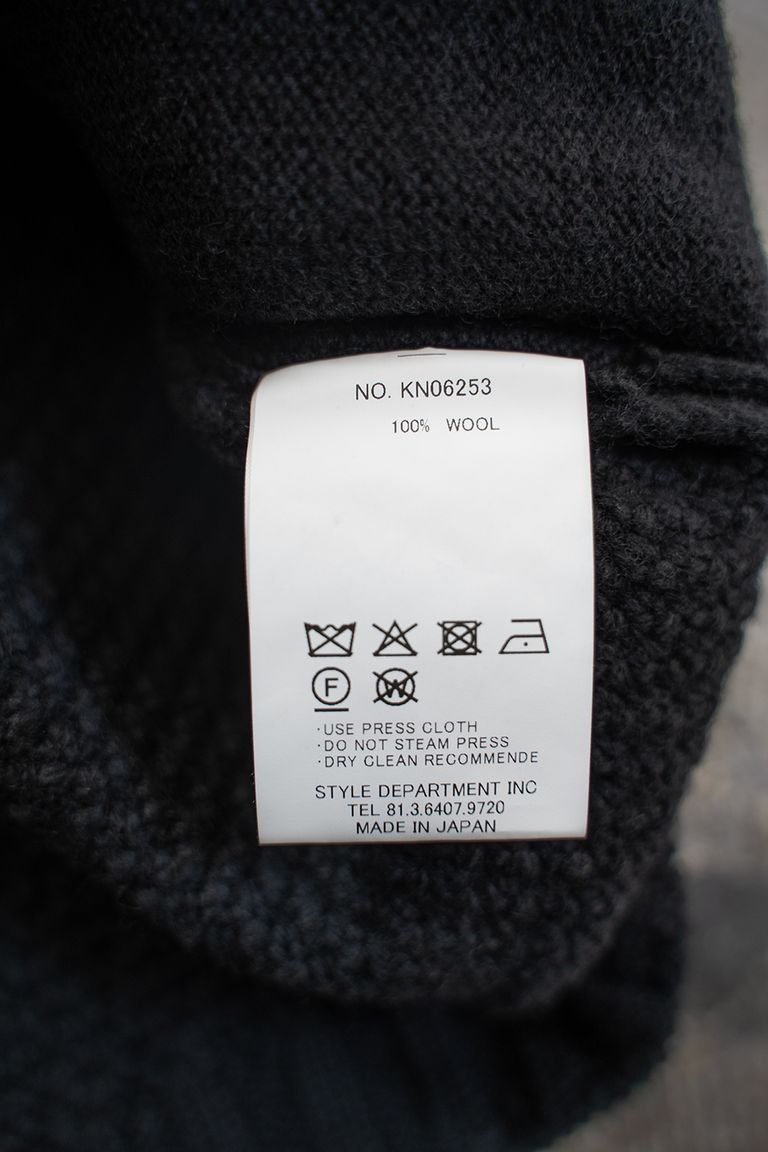 NO. KN06253
100% WOOL
F
W
·USE PRESS CLOTH
·DO NOT STEAM PRESS
·DRY CLEAN RECOMMENDE
STYLE DEPARTMENT INC
TEL 81.3.6407.9720
MADE IN JAPAN